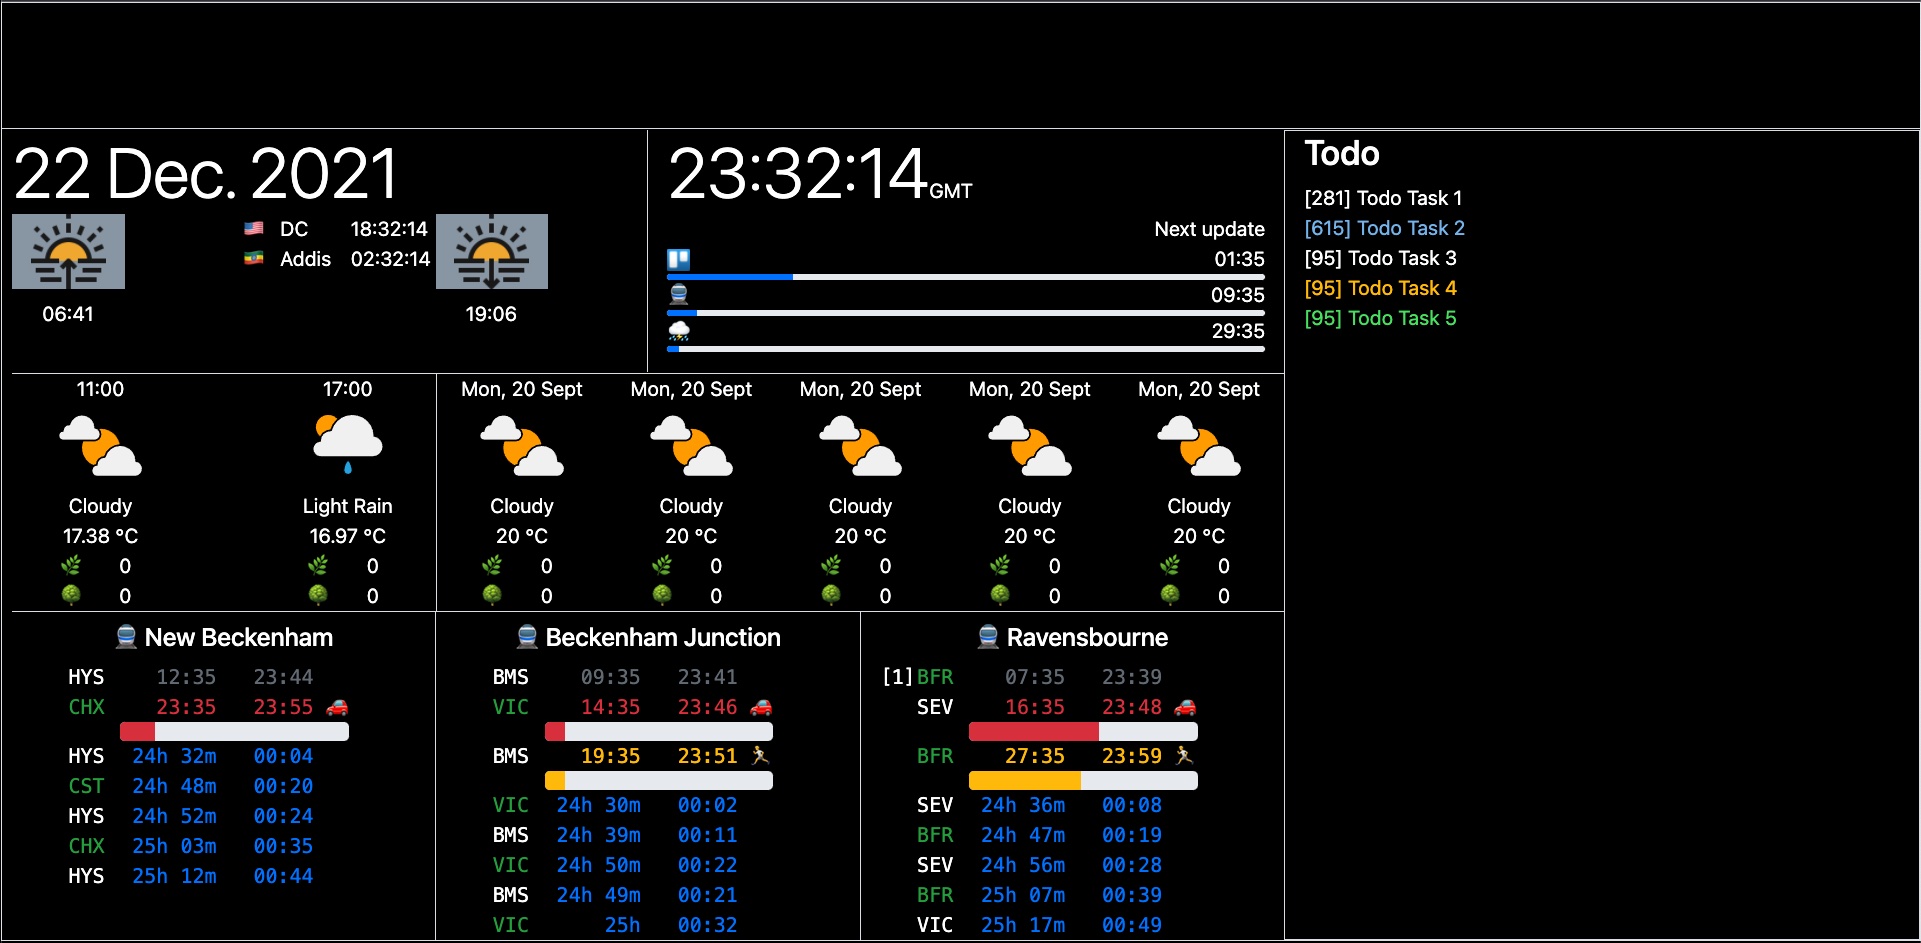 22 Dec. 2021
DC 18:32:14
Addis 02:32:14
06:41
19:06
23:32:14GMT
Next update
01:35
09:35
29:35
Todo
[281] Todo Task 1
[615] Todo Task 2
[95] Todo Task 3
[95] Todo Task 4
[95] Todo Task 5
11:00
Cloudy
17.38 °C
0
0
17:00
Light Rain
16.97 °C
0
0
Mon, 20 Sept
Cloudy
20 °C
0
0
Mon, 20 Sept
Cloudy
20 °C
0
0
Mon, 20 Sept
Cloudy
20 °C
0
0
Mon, 20 Sept
Cloudy
20 °C
0
0
Mon, 20 Sept
Cloudy
20 °C
0
0
New Beckenham
HYS 12:35 23:44
CHX 23:35 23:55
HYS 24h 32m 00:04
CST 24h 48m 00:20
HYS 24h 52m 00:24
CHX 25h 03m 00:35
HYS 25h 12m 00:44
Beckenham Junction
BMS 09:35 23:41
VIC 14:35 23:46
BMS 19:35 23:51
VIC 24h 30m 00:02
BMS 24h 39m 00:11
VIC 24h 50m 00:22
BMS 24h 49m 00:21
VIC 25h 00:32
Ravensbourne
[1] BFR 07:35 23:39
SEV 16:35 23:48
BFR 27:35 23:59
SEV 24h 36m 00:08
BFR 24h 47m 00:19
SEV 24h 56m 00:28
BFR 25h 07m 00:39
VIC 25h 17m 00:49